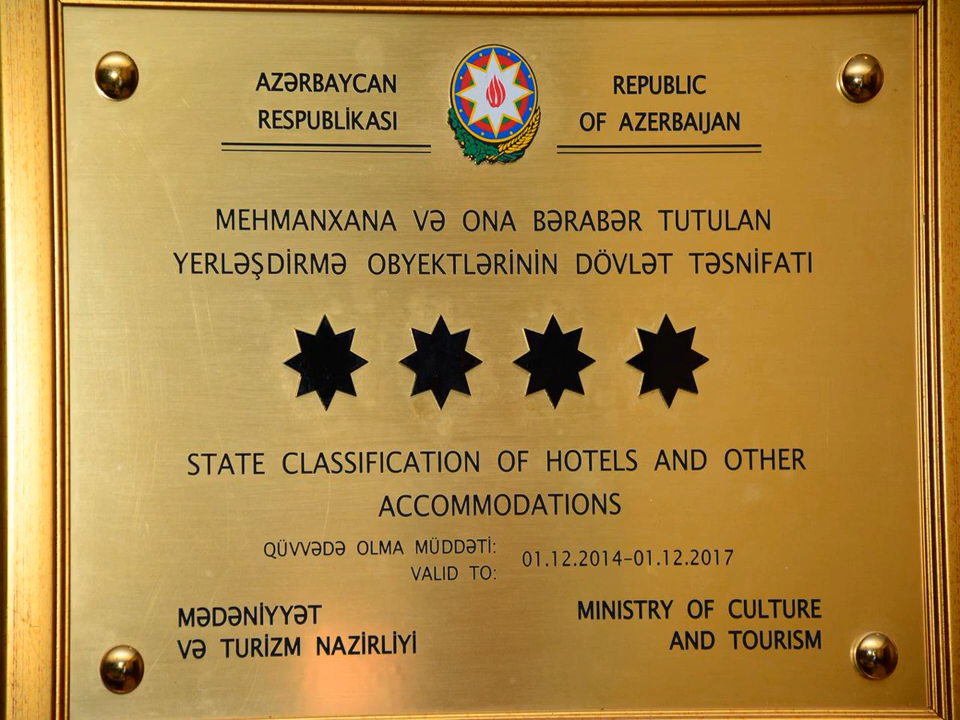 AZƏRBAYCAN
RESPUBLİKASI
REPUBLIC
OF AZERBAIJAN
MEHMANXANA VƏ ONA BƏRABƏR TUTULAN
YERLƏŞDİRMƏ OBYEKTLƏRİNİN DÖVLƏT TƏSNİFATI
STATE CLASSIFICATION OF HOTELS AND OTHER
ACCOMMODATIONS
QÜVVƏDƏ OLMA MÜDDƏTİ:
VALID TO:
01.12.2014–01.12.2017
MƏDƏNİYYƏT
VƏ TURİZM NAZİRLİYİ
MINISTRY OF CULTURE
AND TOURISM